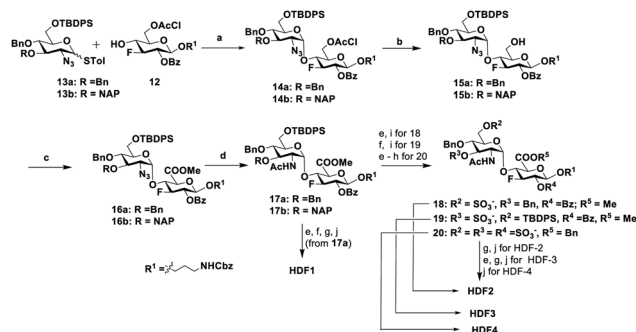 OTBDPS
BnO
RO
O
N3
STol
13a: R =Bn
13b: R = NAP
+
OAcCl
HO
F
O
OR1
OBz
12
a
OTBDPS
BnO
RO
O
N3
OAcCl
O
F
O
OR1
OBz
14a: R =Bn
14b: R = NAP
b
OTBDPS
BnO
RO
O
N3
OH
O
F
O
OR1
OBz
15a: R =Bn
15b: R = NAP
c
OTBDPS
BnO
RO
O
N3
COOMe
O
F
O
OR1
OBz
16a: R =Bn
16b: R = NAP
d
OTBDPS
BnO
RO
O
AcHN
COOMe
O
F
O
OR1
OBz
17a: R =Bn
17b: R = NAP
e, i for 18
f, i for 19
e - h for 20
OR2
BnO
R3O
O
AcHN
COOR5
O
F
O
OR1
OR4
18: R2 = SO3-, R3 = Bn, R4 = Bz; R5 = Me
19: R3 = SO3-, R2 = TBDPS, R4 =Bz, R5 = Me
20: R2 = R3 = R4 =SO3-, R5 = Bn
e, f, g, j
(from 17a)
HDF1
g, j for HDF-2
e, g, j for HDF-3
j for HDF-4
R1 =
NHCbz
HDF2
HDF3
HDF4